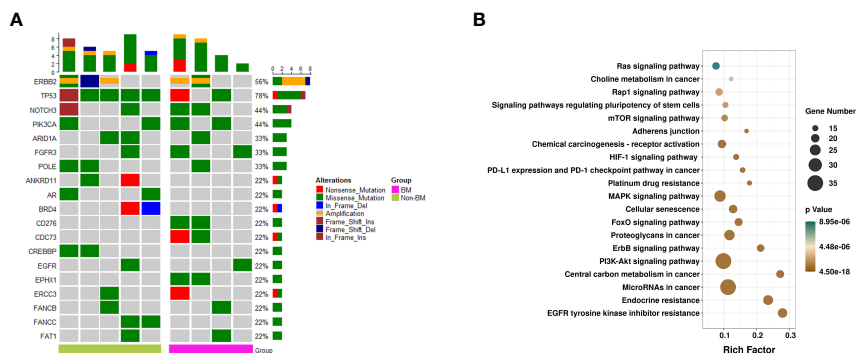 A
8
6
4
2
0
0 2 4 6 8
ERBB2 56%
TP53 78%
NOTCH3 44%
PIK3CA 44%
ARID1A 33%
FGFR3 33%
POLE 33%
ANKRD11 22%
AR 22%
BRD4 22%
CD276 22%
CDC73 22%
CREBBP 22%
EGFR 22%
EPHX1 22%
ERCC3 22%
FANCB 22%
FANCC 22%
FAT1 22%
Group
Alterations
Nonsense_Mutation
Missense_Mutation
In_Frame_Del
Amplification
Frame_Shift_Ins
Frame_Shift_Del
In_Frame_Ins
Group
BM
Non-BM
B
Ras signaling pathway
Choline metabolism in cancer
Rap1 signaling pathway
Signaling pathways regulating pluripotency of stem cells
mTOR signaling pathway
Adherens junction
Chemical carcinogenesis - receptor activation
HIF-1 signaling pathway
PD-L1 expression and PD-1 checkpoint pathway in cancer
Platinum drug resistance
MAPK signaling pathway
Cellular senescence
FoxO signaling pathway
Proteoglycans in cancer
ErbB signaling pathway
PI3K-Akt signaling pathway
Central carbon metabolism in cancer
MicroRNAs in cancer
Endocrine resistance
EGFR tyrosine kinase inhibitor resistance
0.1 0.2 0.3
Rich Factor
Gene Number
15
20
25
30
35
p Value
8.95e-06
4.48e-06
4.50e-18